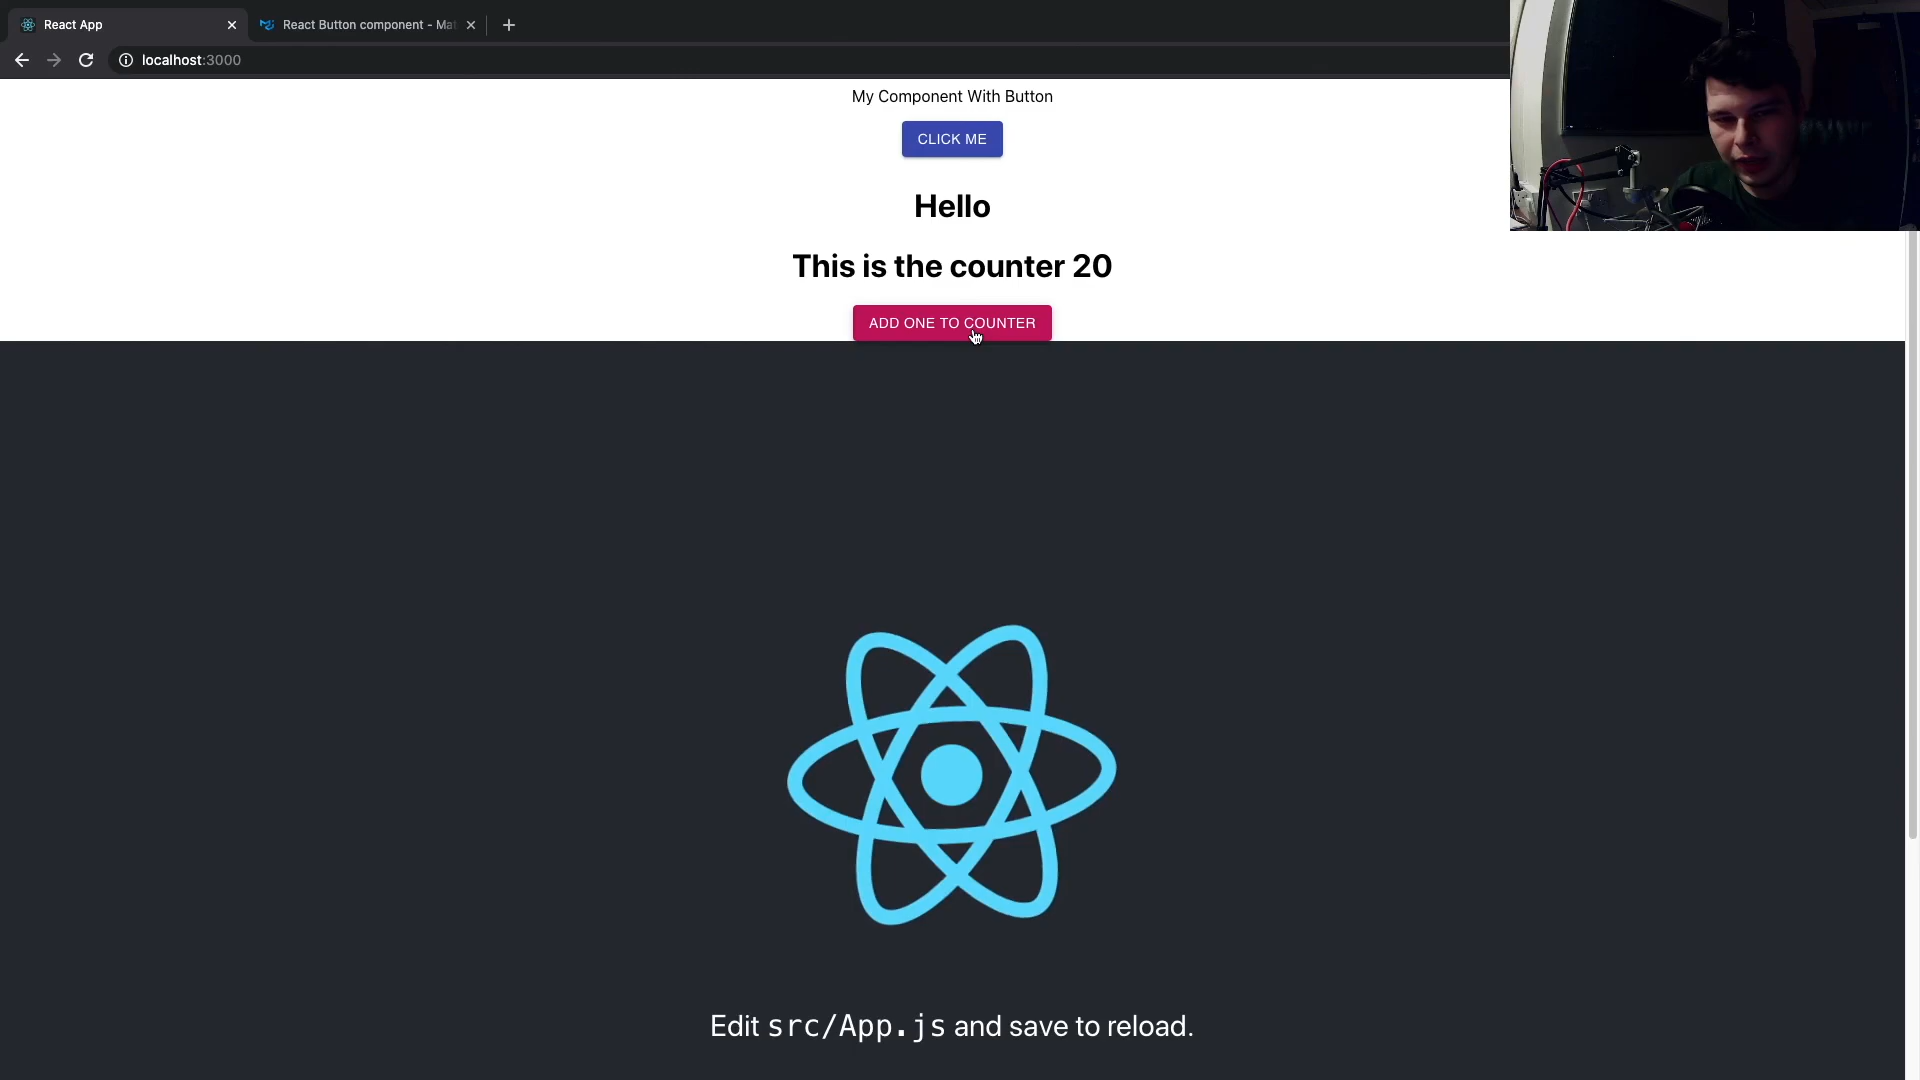 React App
React Button component - Mat
localhost:3000
My Component With Button
CLICK ME
Hello
This is the counter 20
ADD ONE TO COUNTER
Edit src/App.js and save to reload.